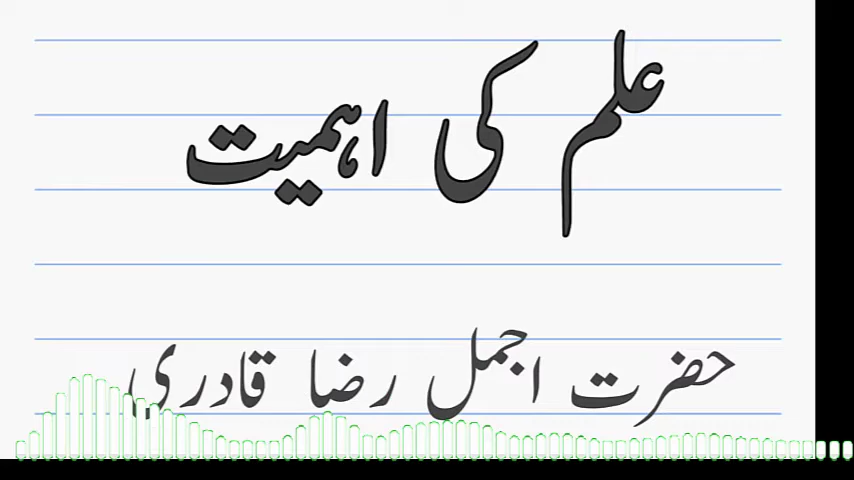 علم کی اہمیت
حضرت اجمل رضا قادری